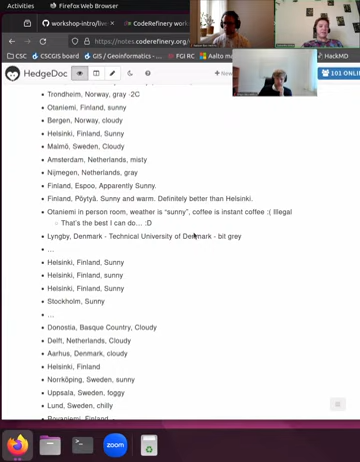 Activities
Firefox Web Browser
workshop-intro/live
CodeRefinery wor
https://notes.coderefinery.org/
CSC
CSCGIS board
GIS / Geoinformatics -
FGI RC
Aalto ma
HackMD
HedgeDoc
101 ONLI
Trondheim, Norway, gray -2C
Otaniemi, Finland, sunny
Bergen, Norway, cloudy
Helsinki, Finland, Sunny
Malmö, Sweden, Cloudy
Amsterdam, Netherlands, misty
Nijmegen, Netherlands, gray
Finland, Espoo, Apparently Sunny.
Finland, Pöytyä. Sunny and warm. Definitely better than Helsinki.
Otaniemi in person room, weather is "sunny", coffee is instant coffee :( Illegal
That's the best I can do... :D
Lyngby, Denmark - Technical University of Denmark - bit grey
...
Helsinki, Finland, Sunny
Helsinki, Finland, sunny
Helsinki, Finland, Sunny
Stockholm, Sunny
...
Donostia, Basque Country, Cloudy
Delft, Netherlands, Cloudy
Aarhus, Denmark, cloudy
Helsinki, Finland
Norrköping, Sweden, sunny
Uppsala, Sweden, foggy
Lund, Sweden, chilly
Rovaniemi, Finland
zoom